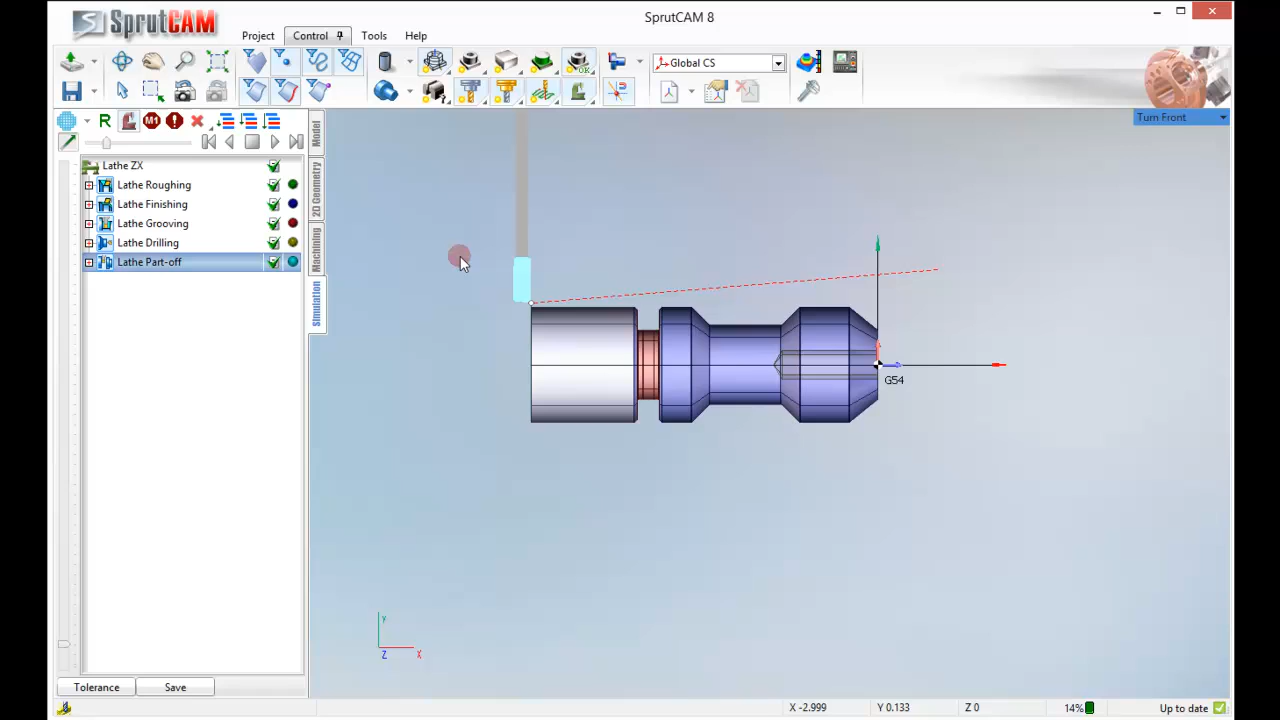 SprutCAM
SprutCAM 8
Project
Control
Tools
Help
OK
Global CS
R
M1
Turn Front
Lathe ZX
Lathe Roughing
Lathe Finishing
Lathe Grooving
Lathe Drilling
Lathe Part-off
Model
2D Geometry
Machining
Simulation
G54
y
Z
X
Tolerance
Save
X -2.999
Y 0.133
Z 0
14%
Up to date